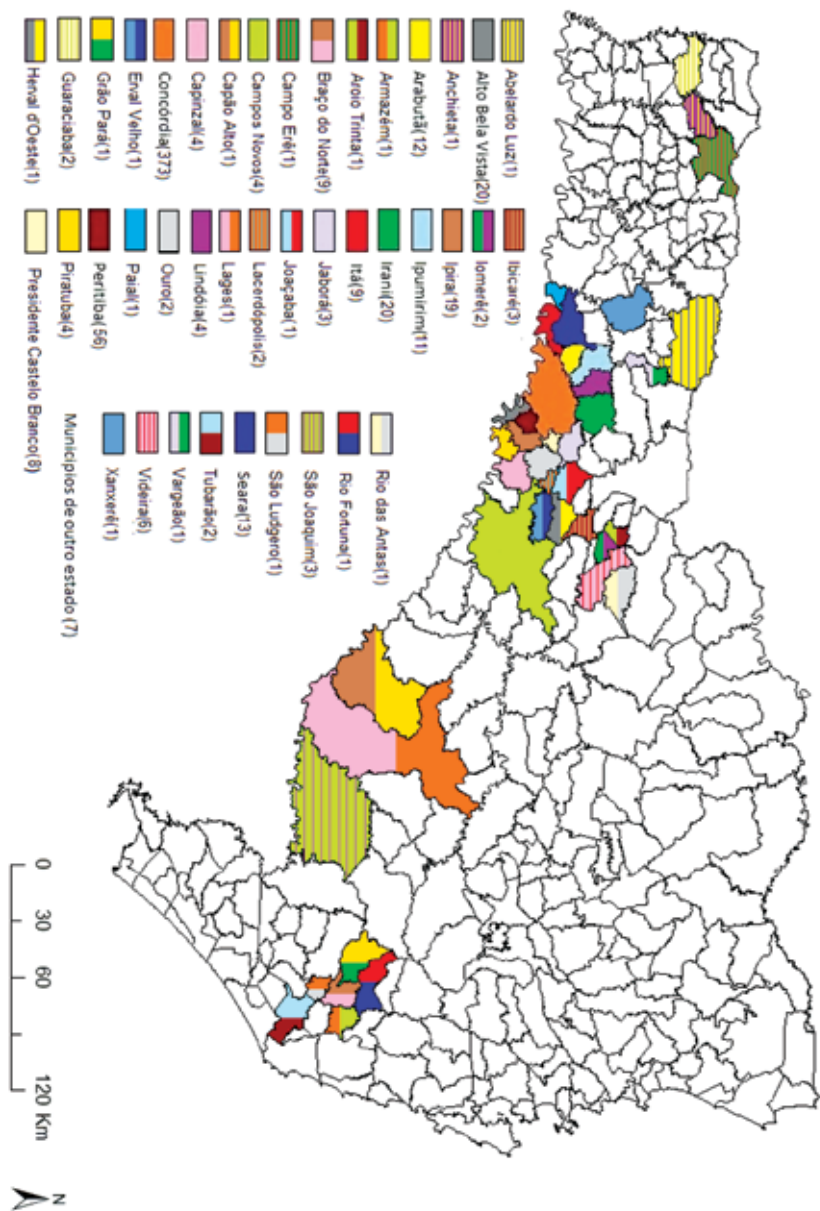 Abelardo Luz(1)
Alto Bela Vista(20)
Anchieta(1)
Arabutã(12)
Armazém(1)
Aroio Trinta(1)
Braço do Norte(9)
Campo Erê(1)
Campos Novos(4)
Capão Alto(1)
Capinzal(4)
Concórdia(373)
Erval Velho(1)
Grão Pará(1)
Guaraciaba(2)
Herval d'Oeste(1)
Ibicaré(3)
Iomerê(2)
Ipira(19)
Ipumirim(11)
Irani(20)
Itá(9)
Jaborá(3)
Joaçaba(1)
Lacerdópolis(2)
Lages(1)
Lindóia(4)
Ouro(2)
Paial(1)
Peritiba(56)
Piratuba(4)
Presidente Castelo Branco(8)
Rio das Antas(1)
Rio Fortuna(1)
São Joaquim(3)
São Ludgero(1)
Seara(13)
Tubarão(2)
Vargeão(1)
Videira(6)
Xanxerê(1)
Municípios de outro estado (7)
0 30 60 120 Km
N